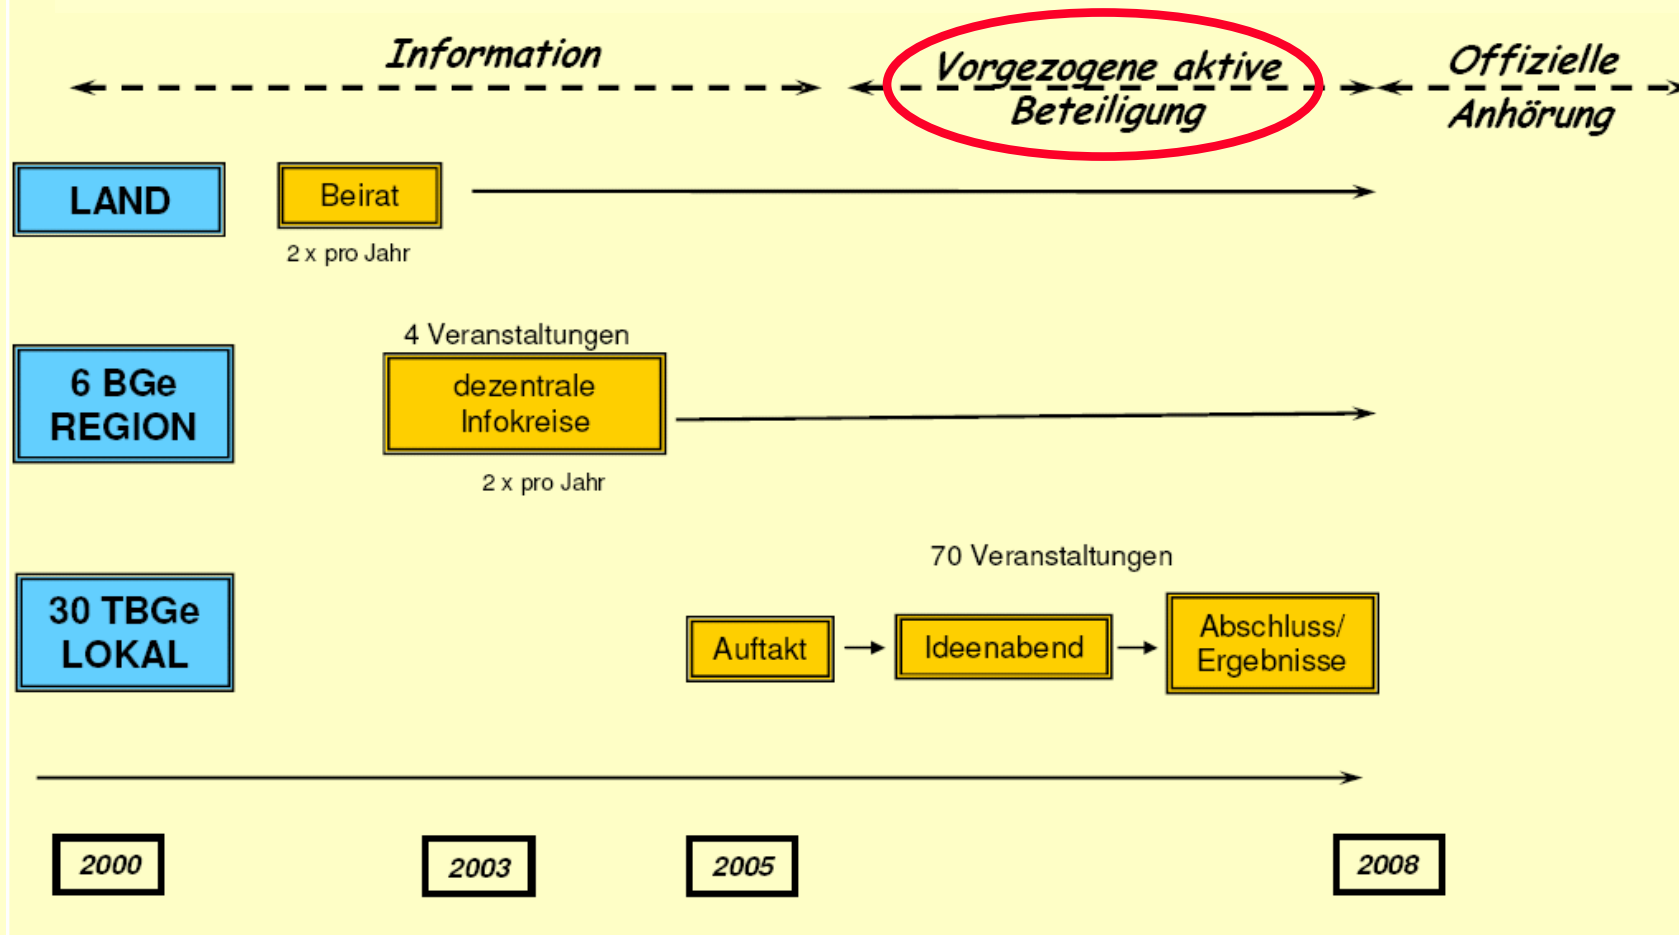 Information
Vorgezogene aktive
Beteiligung
Offizielle
Anhörung
LAND
Beirat
2 x pro Jahr
4 Veranstaltungen
6 BGe
REGION
dezentrale
Infokreise
2 x pro Jahr
70 Veranstaltungen
30 TBGe
LOKAL
Auftakt
Ideenabend
Abschluss/
Ergebnisse
2000
2003
2005
2008